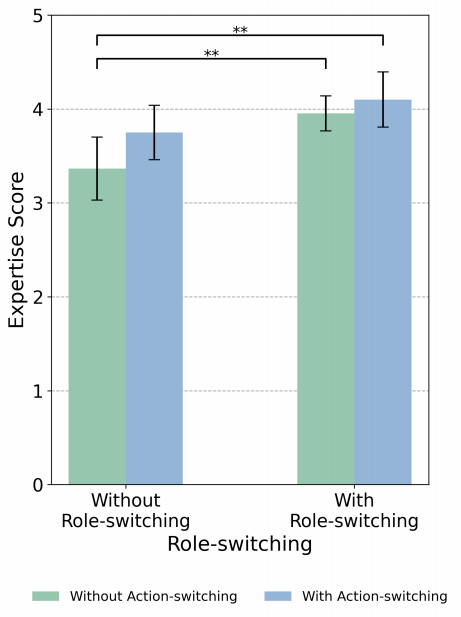 5
4
3
2
1
0
Expertise Score
**
**
Without
Role-switching
With
Role-switching
Role-switching
Without Action-switching
With Action-switching